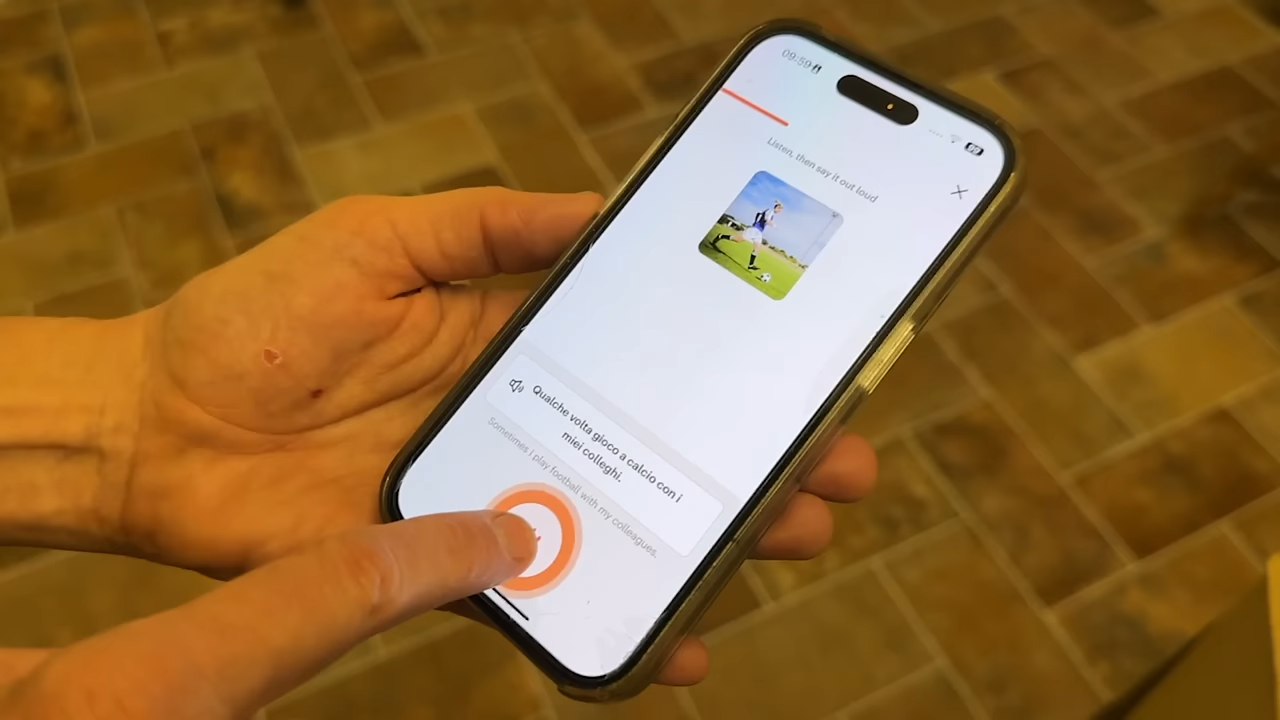 09:59
Listen, then say it out loud
Qualche volta gioco a calcio con i
miei colleghi.
Sometimes I play football with my colleagues.